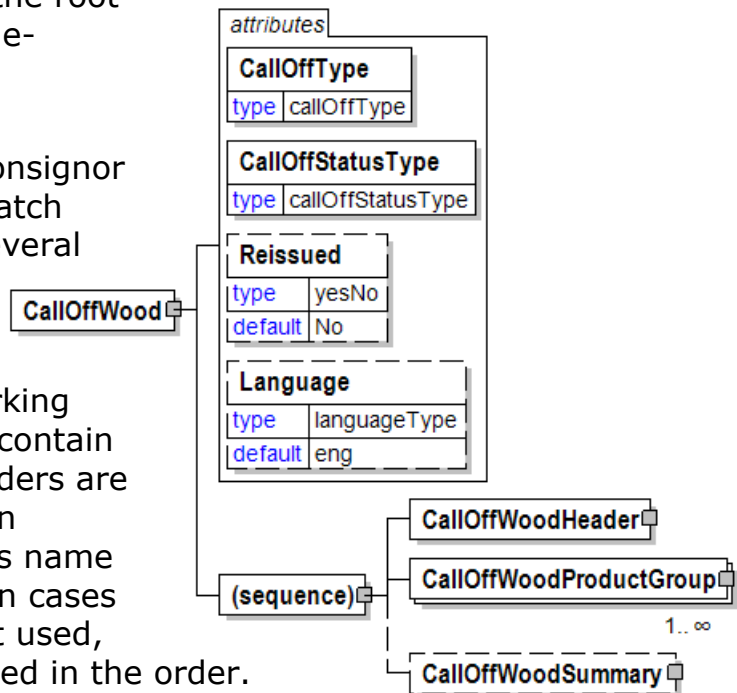 the root
e-
onsignor
atch
everal
rking
contain
ders are
n
s name
n cases
t used,
ed in the order.
CallOffWood
attributes
CallOffType
type callOffType
CallOffStatusType
type callOffStatusType
Reissued
type yesNo
default No
Language
type languageType
default eng
(sequence)
CallOffWoodHeader
CallOffWoodProductGroup
1.. ∞
CallOffWoodSummary